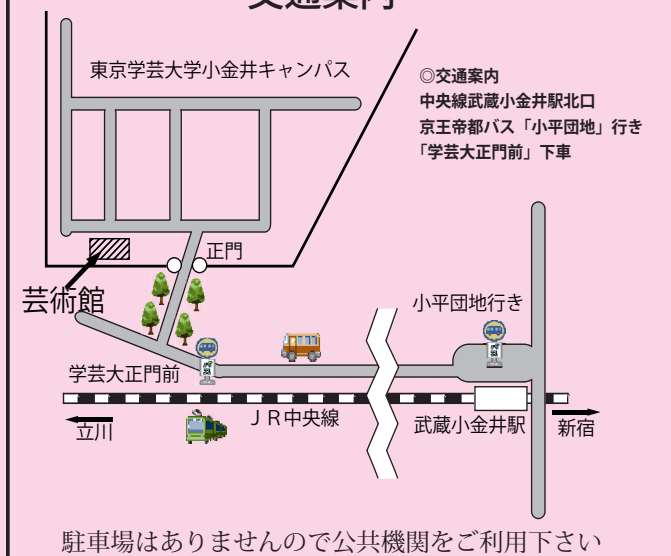 交通案内
東京学芸大学小金井キャンパス
◎交通案内
中央線武蔵小金井駅北口
京王帝都バス「小平団地」行き
「学芸大正門前」下車
正門
芸術館
小平団地行き
学芸大正門前
ＪＲ中央線
武蔵小金井駅
立川
新宿
駐車場はありませんので公共機関をご利用下さい